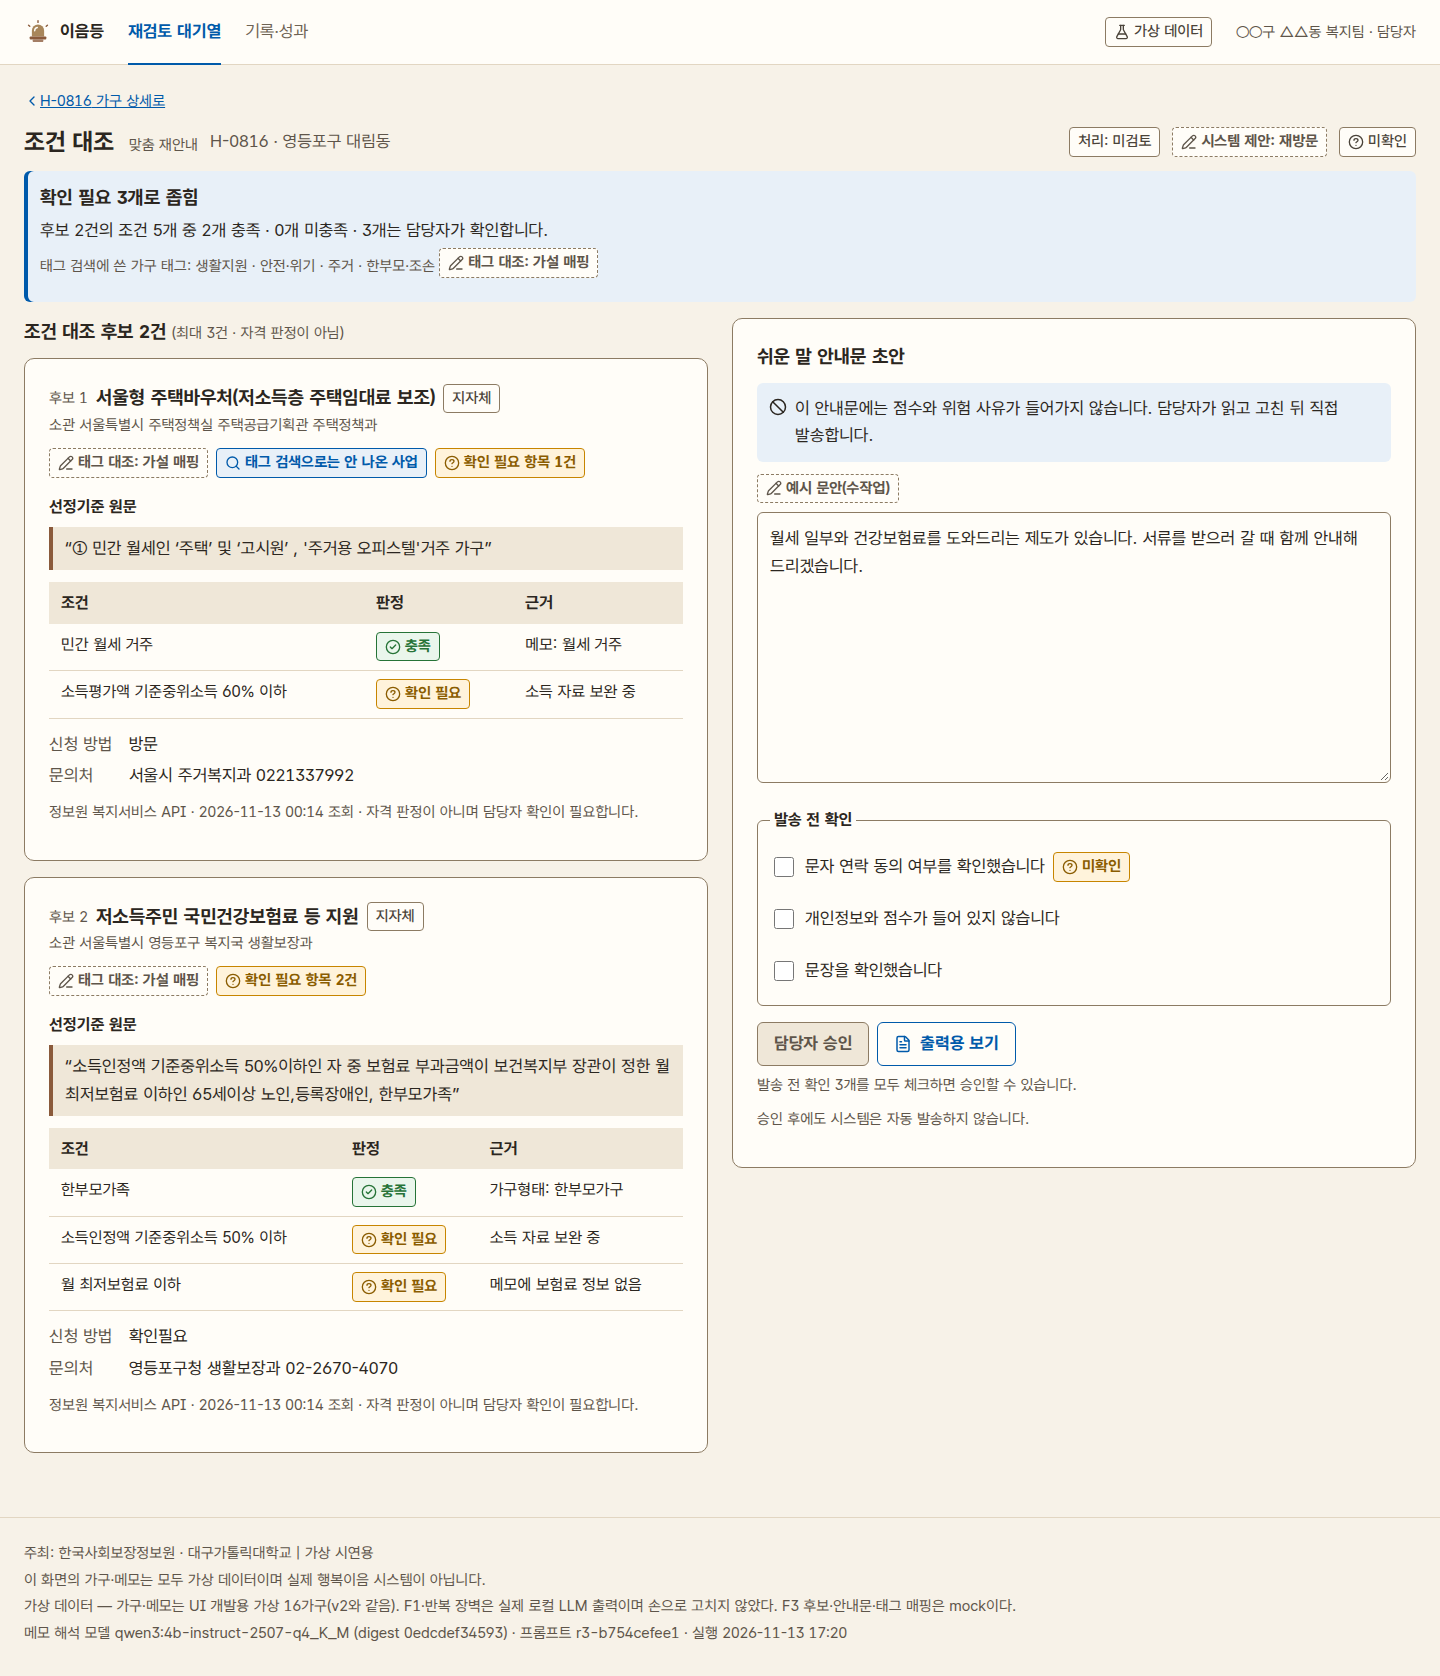 이음등
재검토 대기열
기록·성과
가상 데이터
○○구 △△동 복지팀 · 담당자
H-0816 가구 상세로
조건 대조 맞춤 재안내 H-0816 · 영등포구 대림동
처리: 미검토
시스템 제안: 재방문
미확인
확인 필요 3개로 좁힘
후보 2건의 조건 5개 중 2개 충족 · 0개 미충족 · 3개는 담당자가 확인합니다.
태그 검색에 쓴 가구 태그: 생활지원 · 안전·위기 · 주거 · 한부모·조손 태그 대조: 가설 매핑
조건 대조 후보 2건 (최대 3건 · 자격 판정이 아님)
후보 1 서울형 주택바우처(저소득층 주택임대료 보조) 지자체
소관 서울특별시 주택정책실 주택공급기획관 주택정책과
태그 대조: 가설 매핑
태그 검색으로는 안 나온 사업
확인 필요 항목 1건
선정기준 원문
“① 민간 월세인 ‘주택’ 및 ‘고시원’ , '주거용 오피스텔'거주 가구”
조건 판정 근거
민간 월세 거주 충족 메모: 월세 거주
소득평가액 기준중위소득 60% 이하 확인 필요 소득 자료 보완 중
신청 방법 방문
문의처 서울시 주거복지과 0221337992
정보원 복지서비스 API · 2026-11-13 00:14 조회 · 자격 판정이 아니며 담당자 확인이 필요합니다.
후보 2 저소득주민 국민건강보험료 등 지원 지자체
소관 서울특별시 영등포구 복지국 생활보장과
태그 대조: 가설 매핑
확인 필요 항목 2건
선정기준 원문
“소득인정액 기준중위소득 50%이하인 자 중 보험료 부과금액이 보건복지부 장관이 정한 월
최저보험료 이하인 65세이상 노인,등록장애인, 한부모가족”
조건 판정 근거
한부모가족 충족 가구형태: 한부모가구
소득인정액 기준중위소득 50% 이하 확인 필요 소득 자료 보완 중
월 최저보험료 이하 확인 필요 메모에 보험료 정보 없음
신청 방법 확인필요
문의처 영등포구청 생활보장과 02-2670-4070
정보원 복지서비스 API · 2026-11-13 00:14 조회 · 자격 판정이 아니며 담당자 확인이 필요합니다.
쉬운 말 안내문 초안
이 안내문에는 점수와 위험 사유가 들어가지 않습니다. 담당자가 읽고 고친 뒤 직접
발송합니다.
예시 문안(수작업)
월세 일부와 건강보험료를 도와드리는 제도가 있습니다. 서류를 받으러 갈 때 함께 안내해
드리겠습니다.
발송 전 확인
문자 연락 동의 여부를 확인했습니다 미확인
개인정보와 점수가 들어 있지 않습니다
문장을 확인했습니다
담당자 승인
출력용 보기
발송 전 확인 3개를 모두 체크하면 승인할 수 있습니다.
승인 후에도 시스템은 자동 발송하지 않습니다.
주최: 한국사회보장정보원 · 대구가톨릭대학교 | 가상 시연용
이 화면의 가구·메모는 모두 가상 데이터이며 실제 행복이음 시스템이 아닙니다.
가상 데이터 — 가구·메모는 UI 개발용 가상 16가구(v2와 같음). F1·반복 장벽은 실제 로컬 LLM 출력이며 손으로 고치지 않았다. F3 후보·안내문·태그 매핑은 mock이다.
메모 해석 모델 qwen3:4b-instruct-2507-q4_K_M (digest 0edcdef34593) · 프롬프트 r3-b754cefee1 · 실행 2026-11-13 17:20